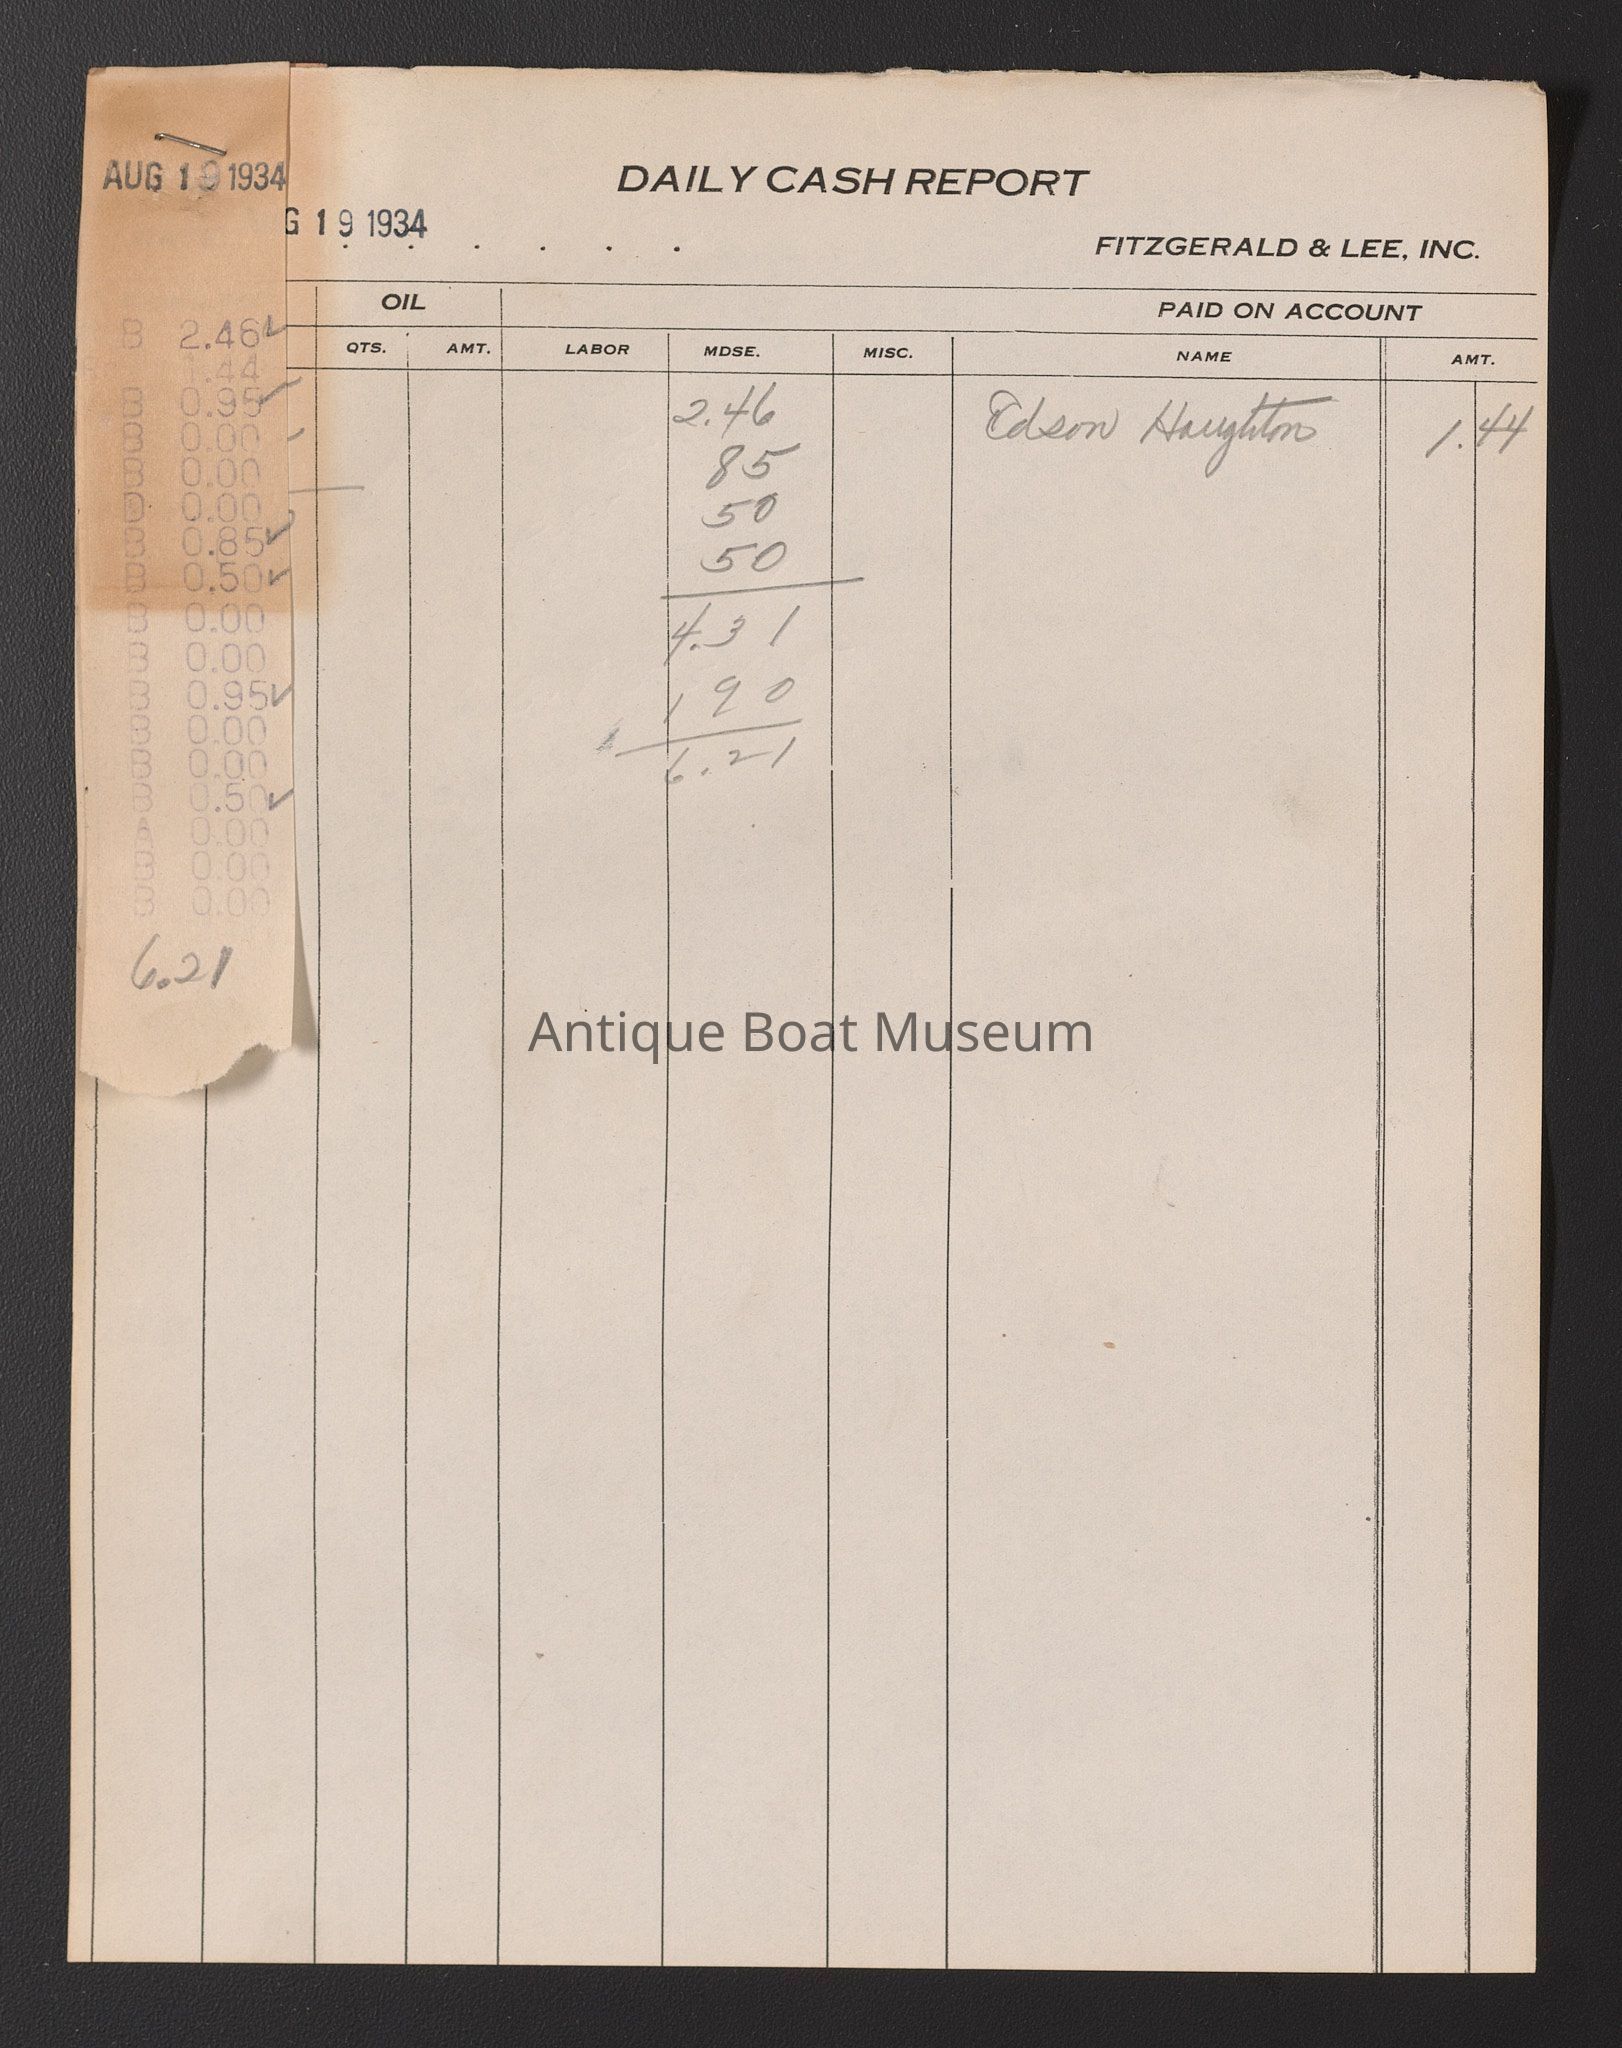 AUG 19 1934
DAILY CASH REPORT
G 19 1934
FITZGERALD & LEE, INC.
OIL
PAID ON ACCOUNT
QTS. AMT. LABOR MDSE. MISC. NAME AMT.
B 2.46 ✓
1.44
B 0.95 ✓
B 0.00
B 0.00
D 0.00
B 0.85 ✓
B 0.50 ✓
B 0.00
B 0.00
B 0.95 ✓
B 0.00
B 0.00
B 0.50 ✓
A 0.00
B 0.00
B 0.00
6.21
2.46 Edson Haughton 1.44
85
50
50
4.31
1 90
6.21
Antique Boat Museum